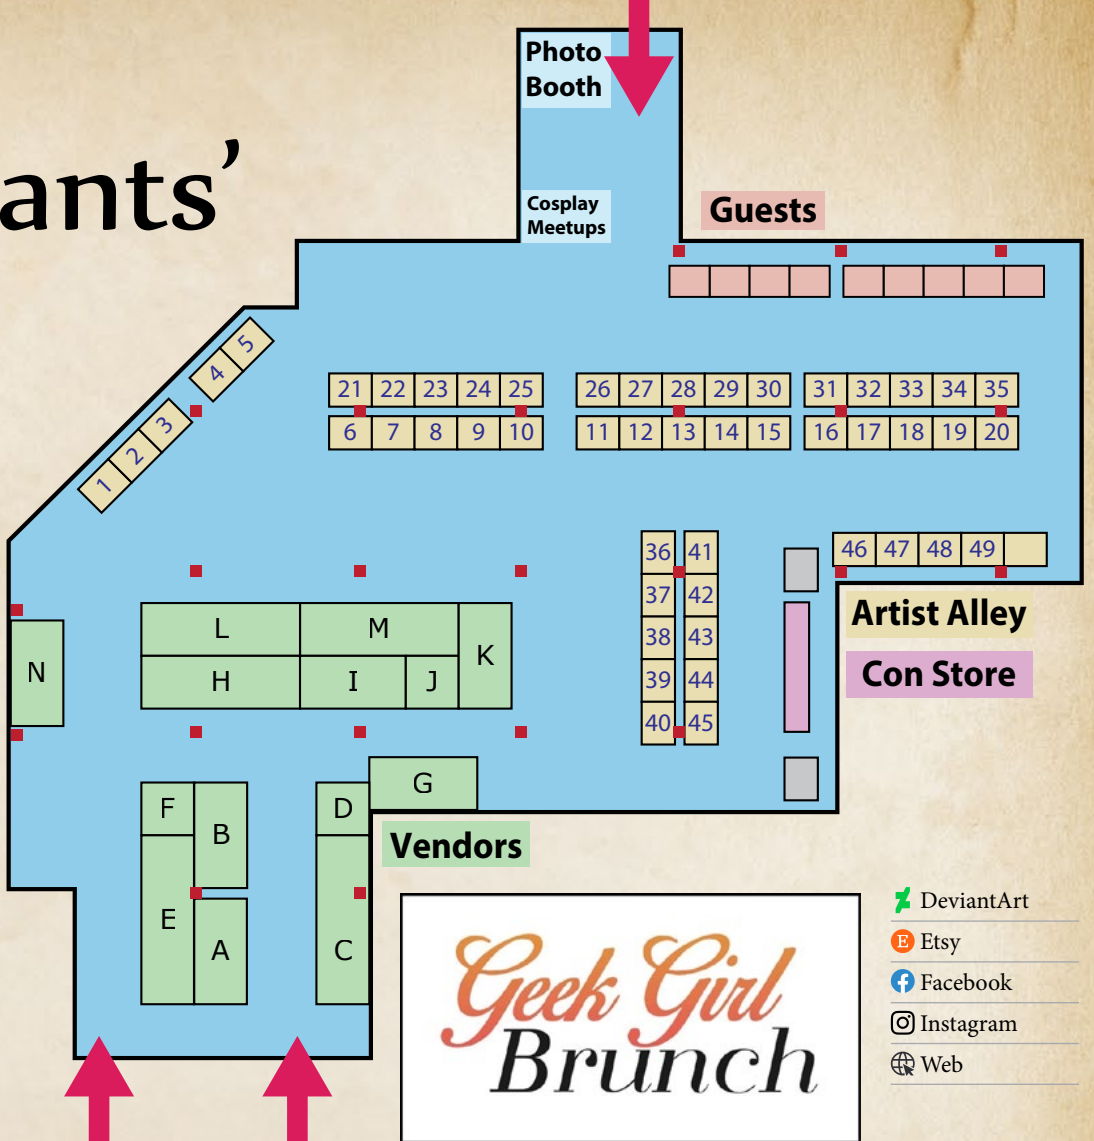 Photo
Booth
ants’
Cosplay
Meetups
Guests
5
4
3
2
1
21 22 23 24 25 26 27 28 29 30 31 32 33 34 35
6 7 8 9 10 11 12 13 14 15 16 17 18 19 20
36 41
46 47 48 49
37 42
38 43
39 44
40 45
Artist Alley
Con Store
L M
K
N
H I J
G
F D
B
E
A C
Vendors
Geek Girl
Brunch
DeviantArt
E Etsy
Facebook
Instagram
Web